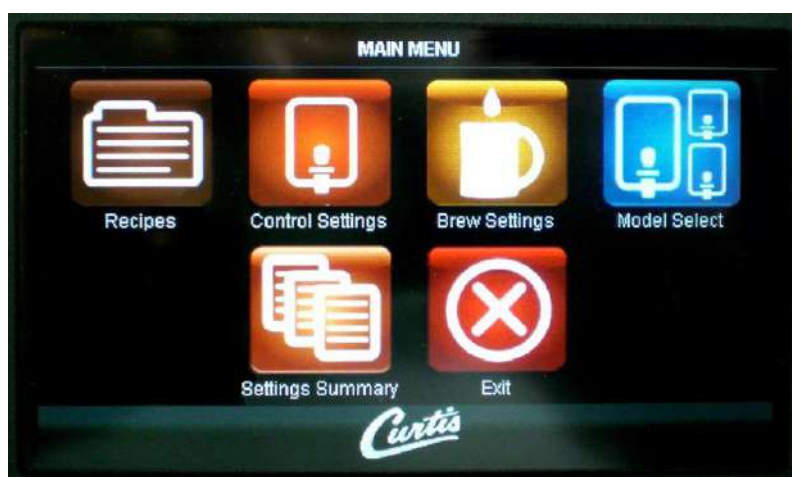 MAIN MENU
Recipes
Control Settings
Brew Settings
Model Select
Settings Summary
Exit
Curtis